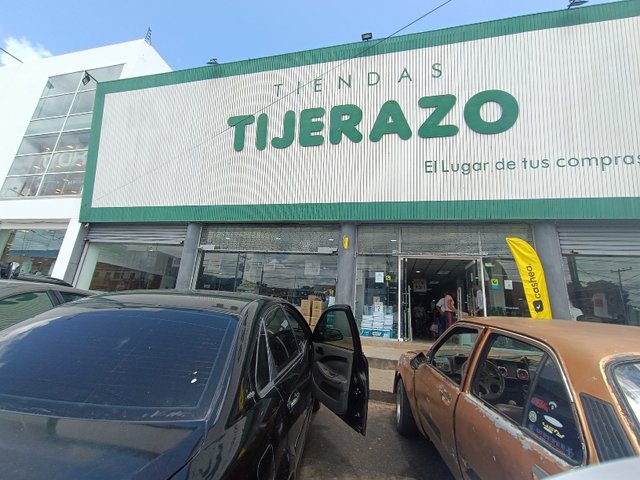 TIENDAS
TIJERAZO
El Lugar de tus compras
cashea